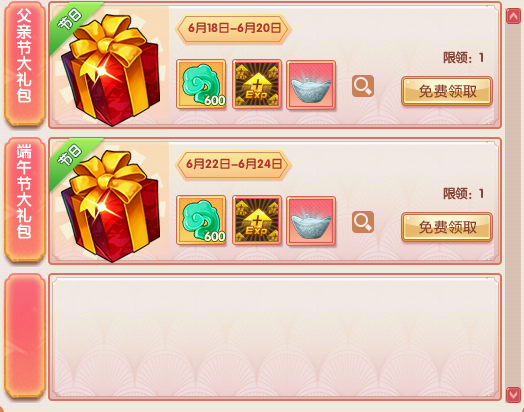 父亲节大礼包
节日
6月18日-6月20日
600
EXP
限领：1
免费领取
端午节大礼包
节日
6月22日-6月24日
600
EXP
限领：1
免费领取